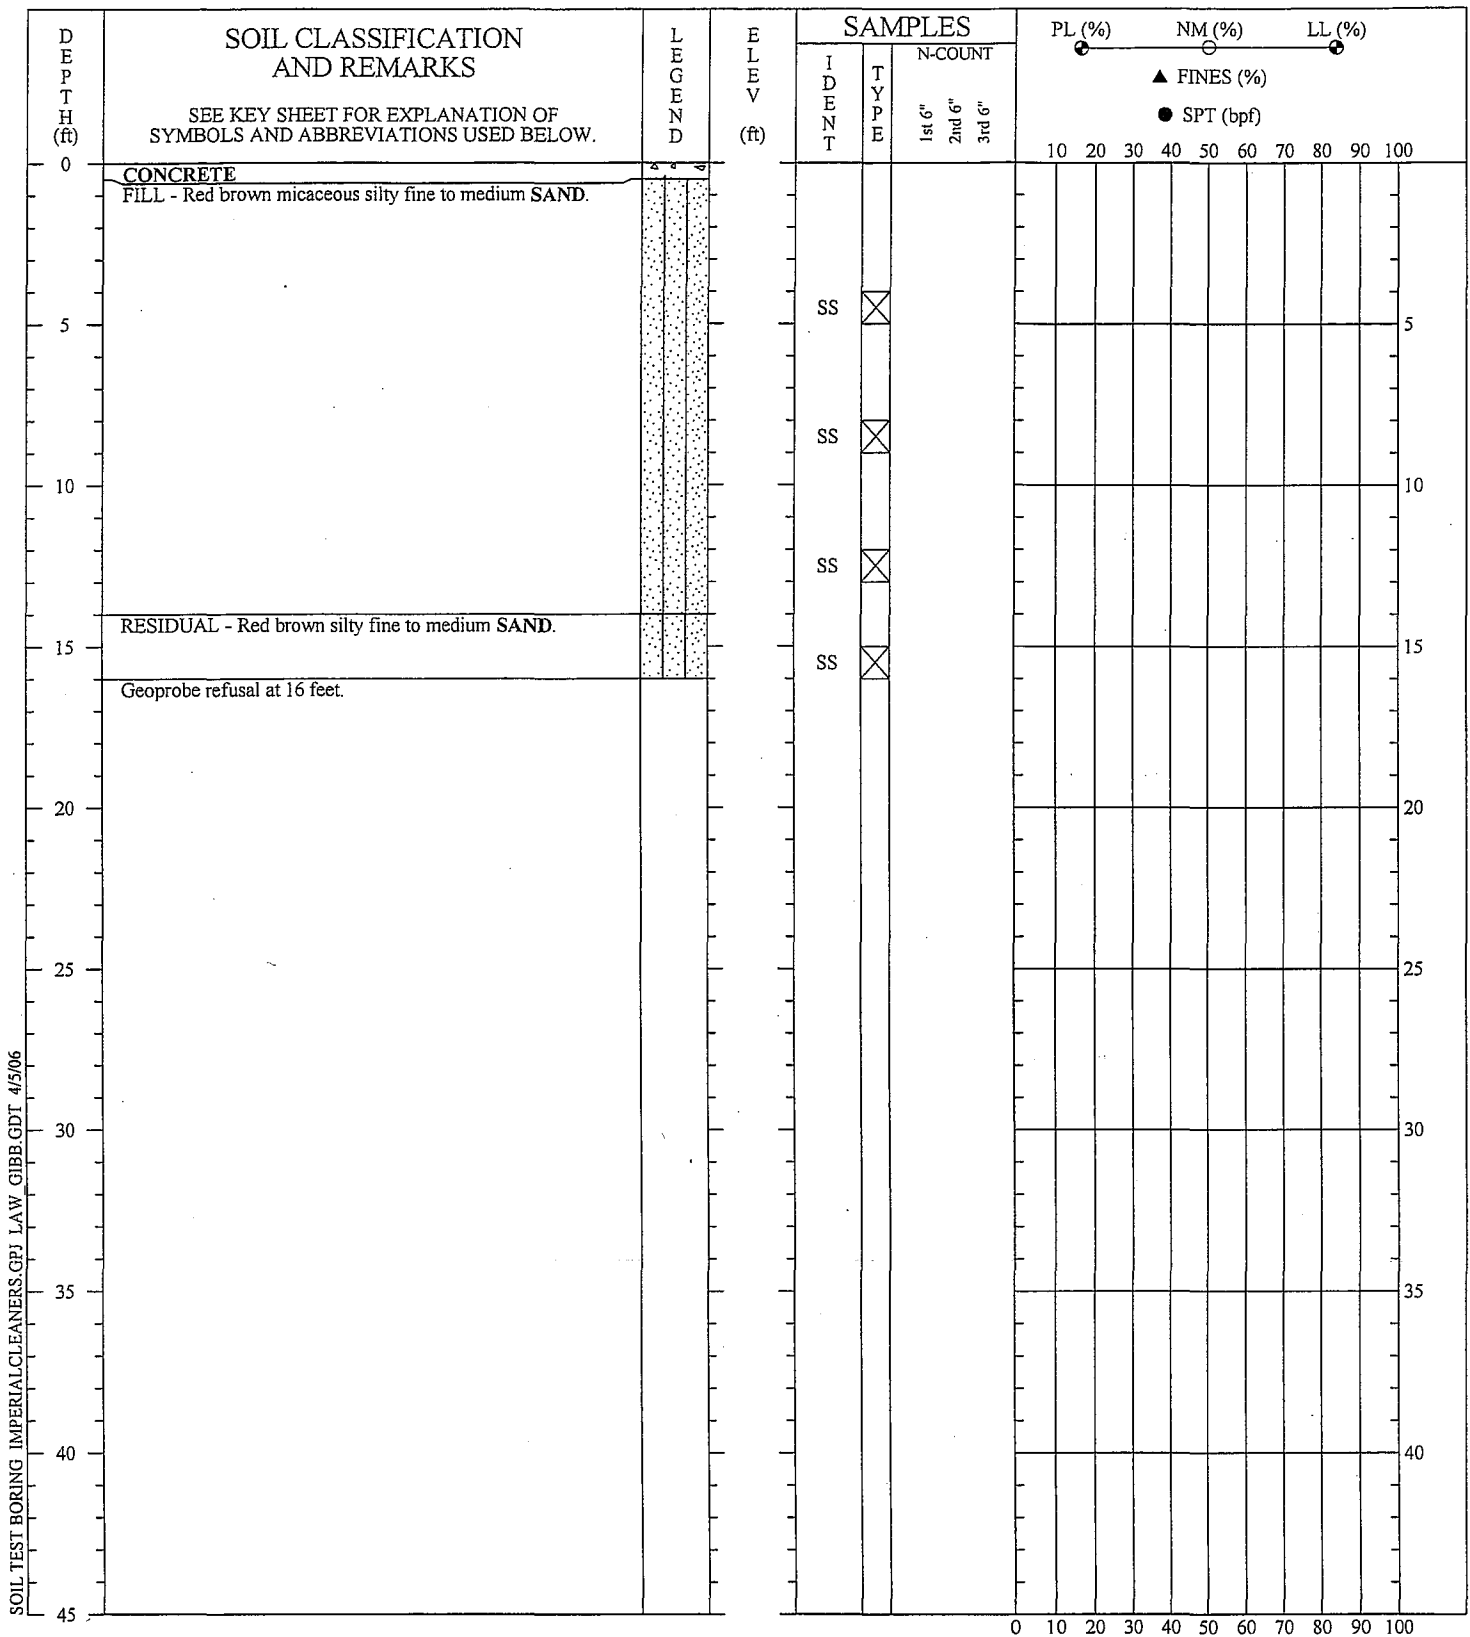 DEPTH (ft)
SOIL CLASSIFICATION
AND REMARKS
SEE KEY SHEET FOR EXPLANATION OF
SYMBOLS AND ABBREVIATIONS USED BELOW.
LEGEND
ELEV (ft)
SAMPLES
IDENT
TYPE
N-COUNT
1st 6"
2nd 6"
3rd 6"
PL (%) NM (%) LL (%)
▲ FINES (%)
● SPT (bpf)
10 20 30 40 50 60 70 80 90 100
0
CONCRETE
FILL - Red brown micaceous silty fine to medium SAND.
SS
5 5
SS
10 10
SS
RESIDUAL - Red brown silty fine to medium SAND.
15 SS 15
Geoprobe refusal at 16 feet.
20 20
25 25
30 30
35 35
40 40
45
0 10 20 30 40 50 60 70 80 90 100
SOIL TEST BORING IMPERIALCLEANERS.GPJ LAW_GIBB.GDT 4/5/06